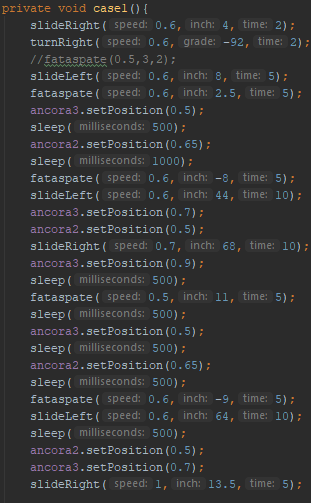 private void case1(){
slideRight( speed: 0.6, inch: 4, time: 2);
turnRight( speed: 0.6, grade: -92, time: 2);
//fataspate(0.5,3,2);
slideLeft( speed: 0.6, inch: 8, time: 5);
fataspate( speed: 0.6, inch: 2.5, time: 5);
ancora3.setPosition(0.5);
sleep( milliseconds: 500);
ancora2.setPosition(0.65);
sleep( milliseconds: 1000);
fataspate( speed: 0.6, inch: -8, time: 5);
slideLeft( speed: 0.6, inch: 44, time: 10);
ancora3.setPosition(0.7);
ancora2.setPosition(0.5);
slideRight( speed: 0.7, inch: 68, time: 10);
ancora3.setPosition(0.9);
sleep( milliseconds: 500);
fataspate( speed: 0.5, inch: 11, time: 5);
sleep( milliseconds: 500);
ancora3.setPosition(0.5);
sleep( milliseconds: 500);
ancora2.setPosition(0.65);
sleep( milliseconds: 500);
fataspate( speed: 0.6, inch: -9, time: 5);
slideLeft( speed: 0.6, inch: 64, time: 10);
sleep( milliseconds: 500);
ancora2.setPosition(0.5);
ancora3.setPosition(0.7);
slideRight( speed: 1, inch: 13.5, time: 5);